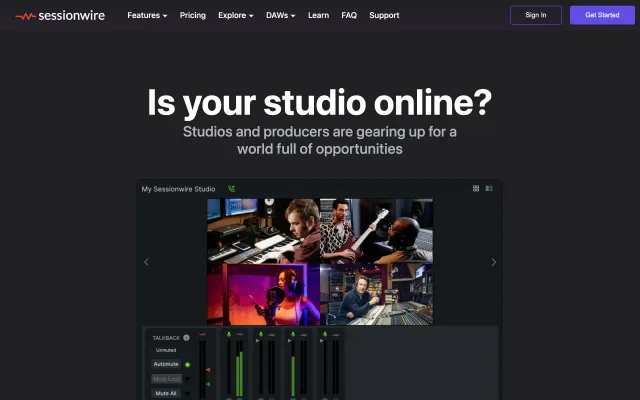 sessionwire
Features
Pricing
Explore
DAWs
Learn
FAQ
Support
Sign In
Get Started
Is your studio online?
Studios and producers are gearing up for a
world full of opportunities
My Sessionwire Studio
TALKBACK
Unmuted
Automute
Mute Lock
Mute All